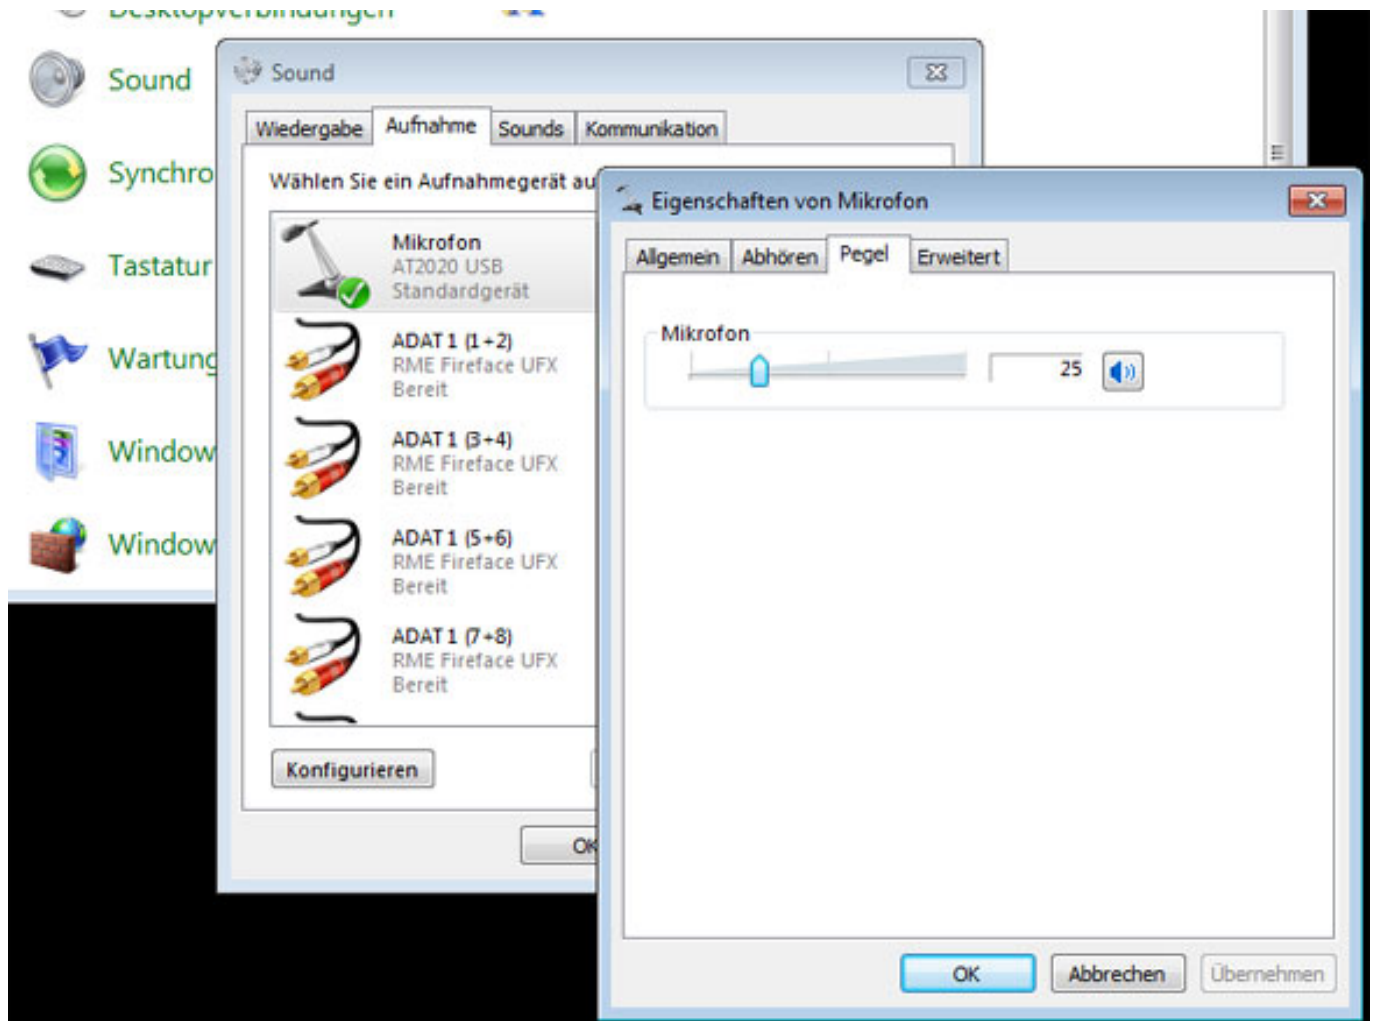 Desktopverbindungen
Sound
Synchro
Tastatur
Wartung
Window
Window
Sound
Wiedergabe Aufnahme Sounds Kommunikation
Wählen Sie ein Aufnahmegerät au
Mikrofon
AT2020 USB
Standardgerät
ADAT 1 (1+2)
RME Fireface UFX
Bereit
ADAT 1 (3+4)
RME Fireface UFX
Bereit
ADAT 1 (5+6)
RME Fireface UFX
Bereit
ADAT 1 (7+8)
RME Fireface UFX
Bereit
Konfigurieren
OK
Eigenschaften von Mikrofon
Allgemein Abhören Pegel Erweitert
Mikrofon
25
OK Abbrechen Übernehmen